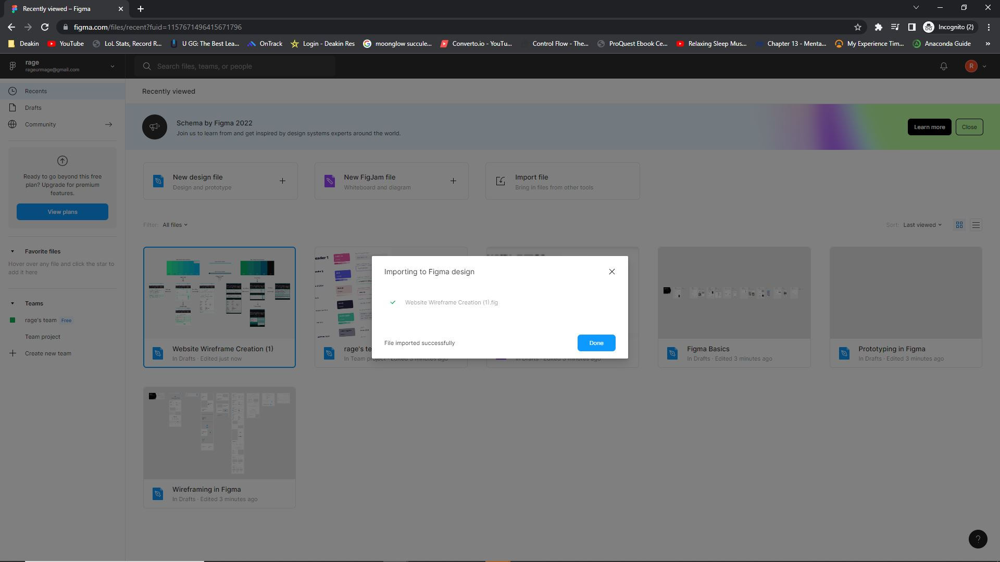 Recently viewed – Figma
figma.com/files/recent?fuid=1157671496415671796
Incognito (2)
Deakin
YouTube
LoL Stats, Record R...
U GG: The Best Lea...
OnTrack
Login - Deakin Res
moonglow succule...
Converto.io - YouTu...
Control Flow - The...
ProQuest Ebook Ce...
Relaxing Sleep Mus...
Chapter 13 - Menta...
My Experience Tim...
Anaconda Guide
»
rage
rageurmage@gmail.com
Search files, teams, or people
R
Recents
Drafts
Community
Ready to go beyond this free
plan? Upgrade for premium
features.
View plans
Favorite files
Hover over any file and click the star to
add it here
Teams
rage's team Free
Team project
Create new team
Recently viewed
Schema by Figma 2022
Join us to learn from and get inspired by design systems experts around the world.
Learn more
Close
New design file
Design and prototype
New FigJam file
Whiteboard and diagram
Import file
Bring in files from other tools
Filter: All files
Sort: Last viewed
Importing to Figma design
Website Wireframe Creation (1).fig
File imported successfully
Done
Website Wireframe Creation (1)
In Drafts · Edited just now
eader 1
rage's te
In Team project · Edited 3 minutes ago
In Drafts · Edited 3 minutes ago
Figma Basics
In Drafts · Edited 3 minutes ago
Prototyping in Figma
In Drafts · Edited 3 minutes ago
Wireframing in Figma
In Drafts · Edited 3 minutes ago
?